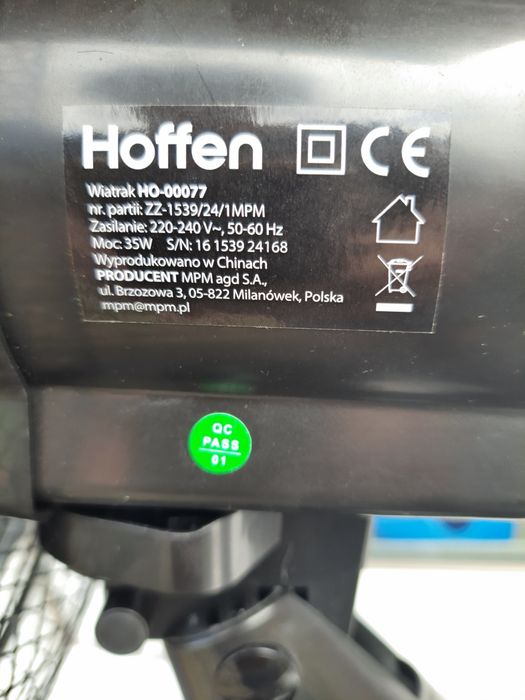 Hoffen CE
Wiatrak HO-00077
nr. partii: ZZ-1539/24/1MPM
Zasilanie: 220-240 V~, 50-60 Hz
Moc: 35W S/N: 16 1539 24168
Wyprodukowano w Chinach
PRODUCENT MPM agd S.A.,
ul. Brzozowa 3, 05-822 Milanówek, Polska
mpm@mpm.pl
QC
PASS
01